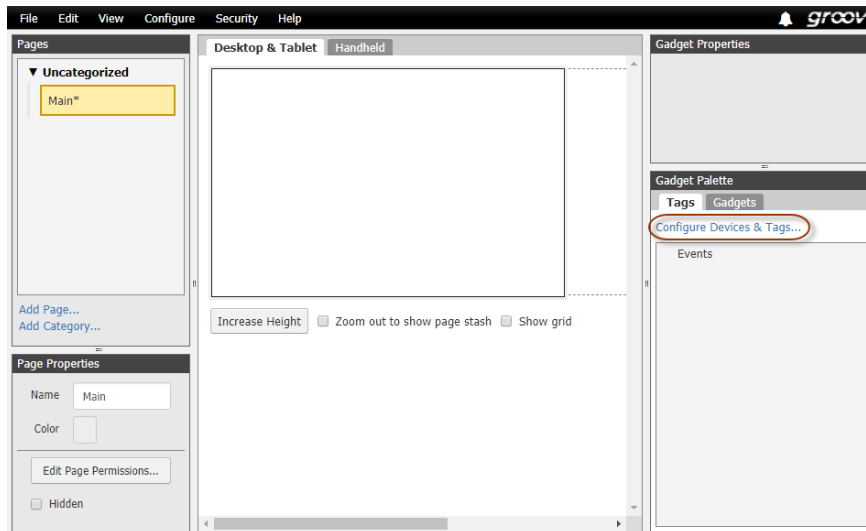 File Edit View Configure Security Help groov
Pages
▼ Uncategorized
Main*
Add Page...
Add Category...
Page Properties
Name Main
Color
Edit Page Permissions...
Hidden
Desktop & Tablet Handheld
Increase Height Zoom out to show page stash Show grid
Gadget Properties
Gadget Palette
Tags Gadgets
Configure Devices & Tags...
Events